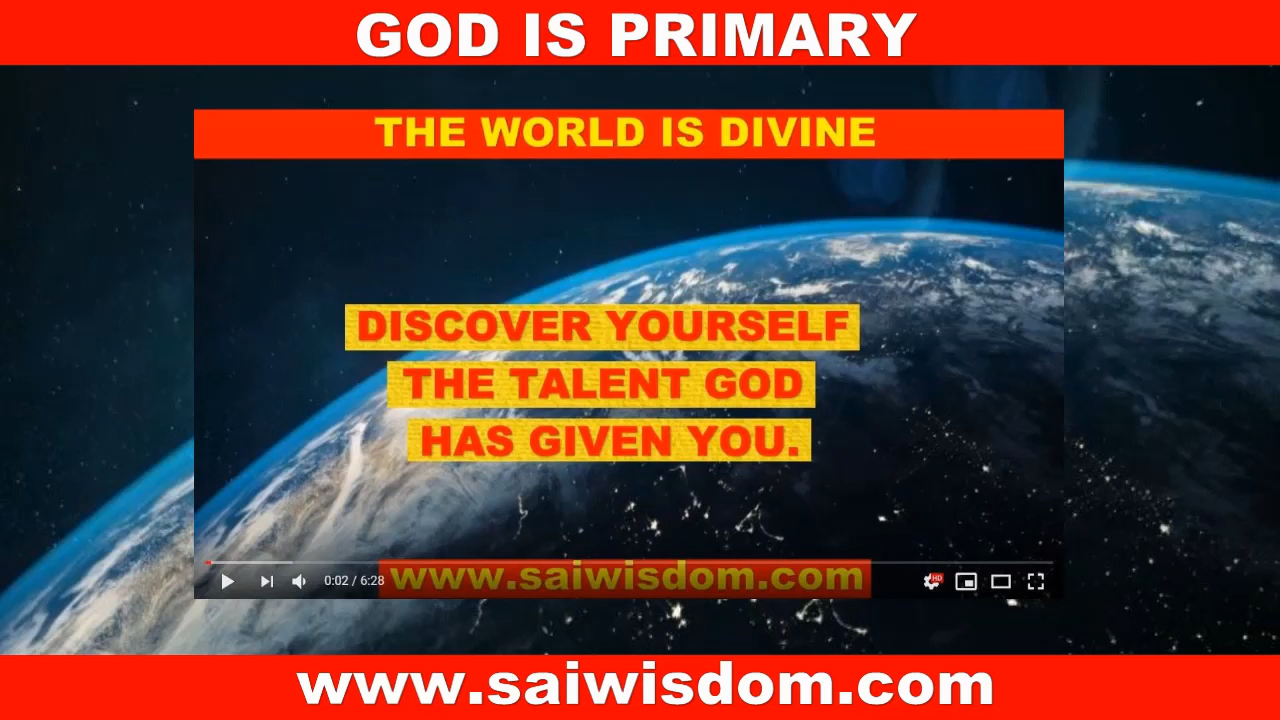 GOD IS PRIMARY
THE WORLD IS DIVINE
DISCOVER YOURSELF
THE TALENT GOD
HAS GIVEN YOU.
0:02 / 6:28
www.saiwisdom.com
HD
www.saiwisdom.com